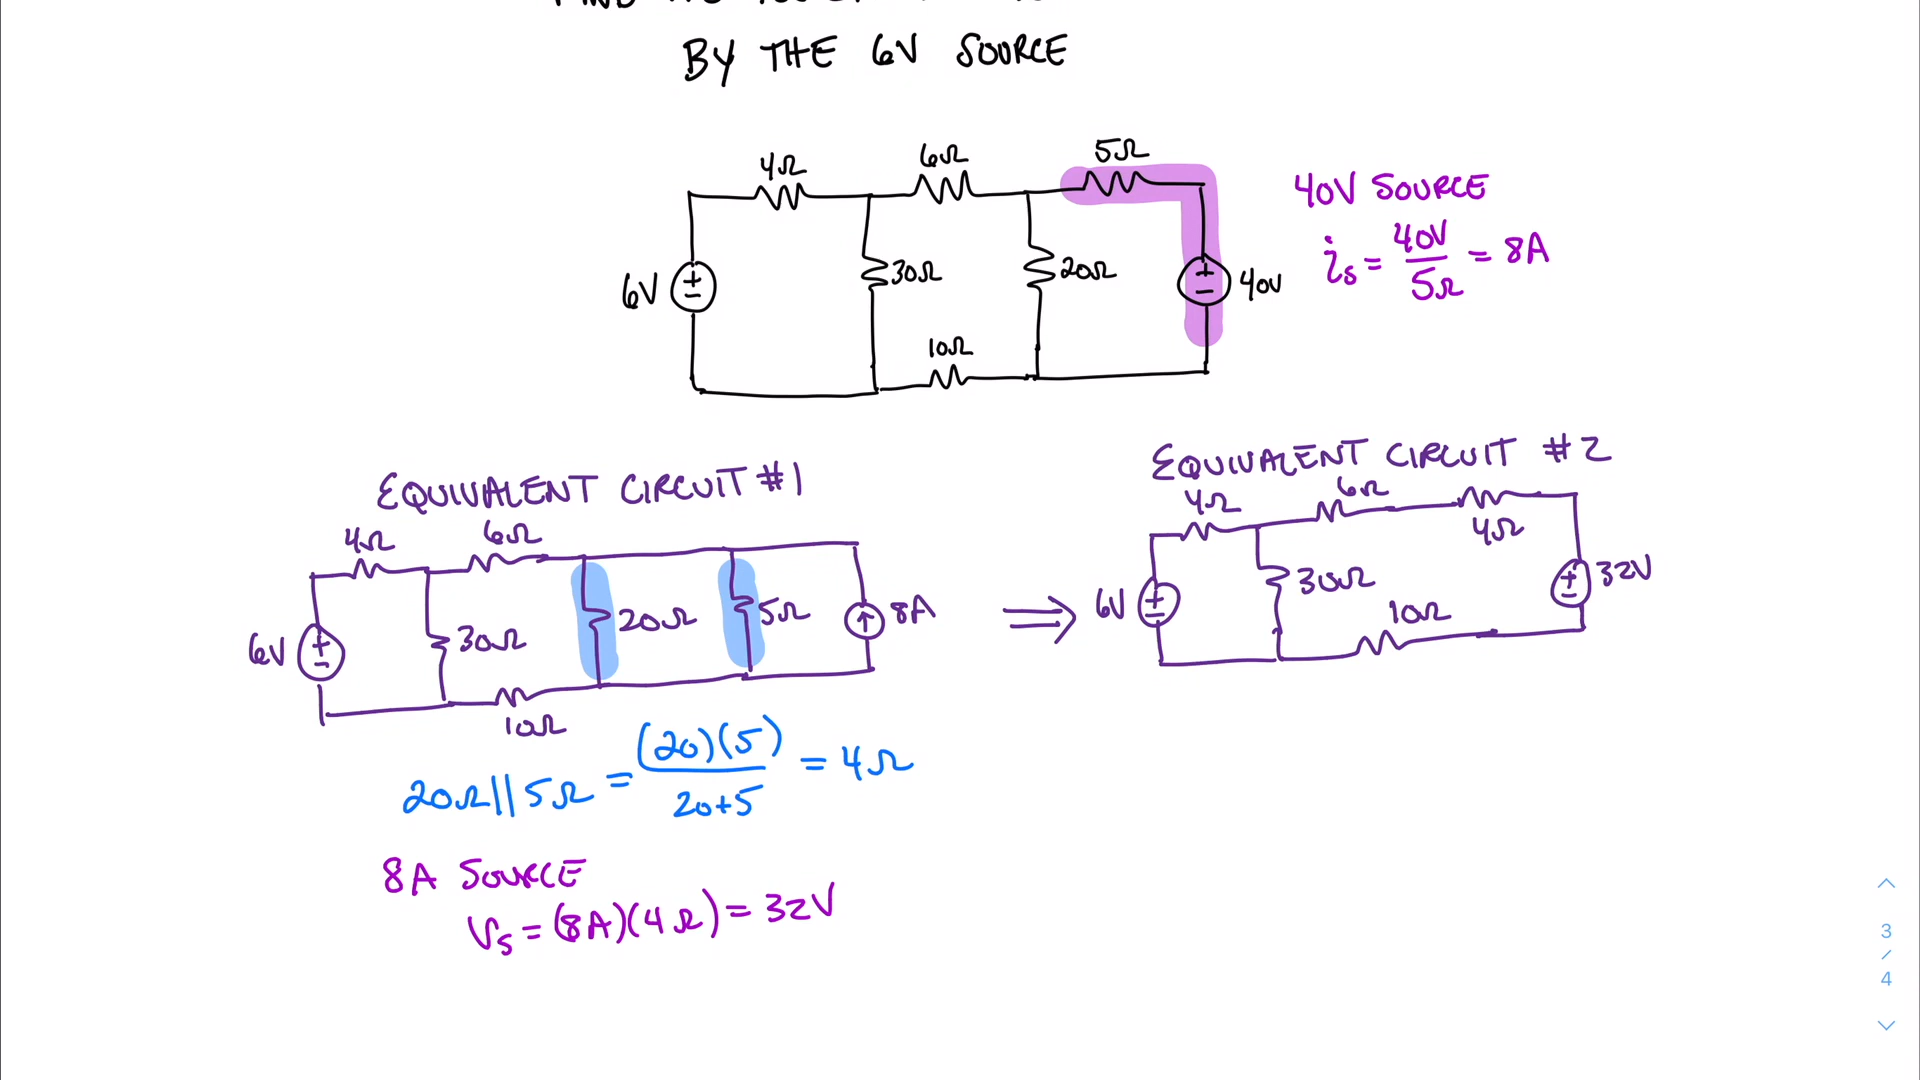 BY THE 6V SOURCE
4Ω 6Ω 5Ω
6V + − 30Ω 20Ω + − 40V
10Ω
40V SOURCE
is = 40V / 5Ω = 8A
EQUIVALENT CIRCUIT #1
4Ω 6Ω
6V + − 30Ω 20Ω 5Ω ↑ 8A
10Ω
20Ω || 5Ω = (20)(5) / 20+5 = 4Ω
8A SOURCE
Vs = (8A)(4Ω) = 32V
⇒
EQUIVALENT CIRCUIT #2
4Ω 6Ω 4Ω
6V + − 30Ω + − 32V
10Ω
3
/
4